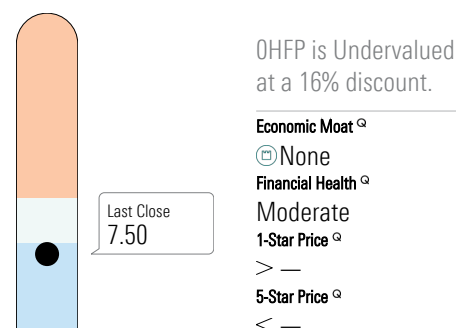 0HFP is Undervalued
at a 16% discount.
Economic Moat Q
None
Financial Health Q
Moderate
Last Close
7.50
1-Star Price Q
> —
5-Star Price Q
< —